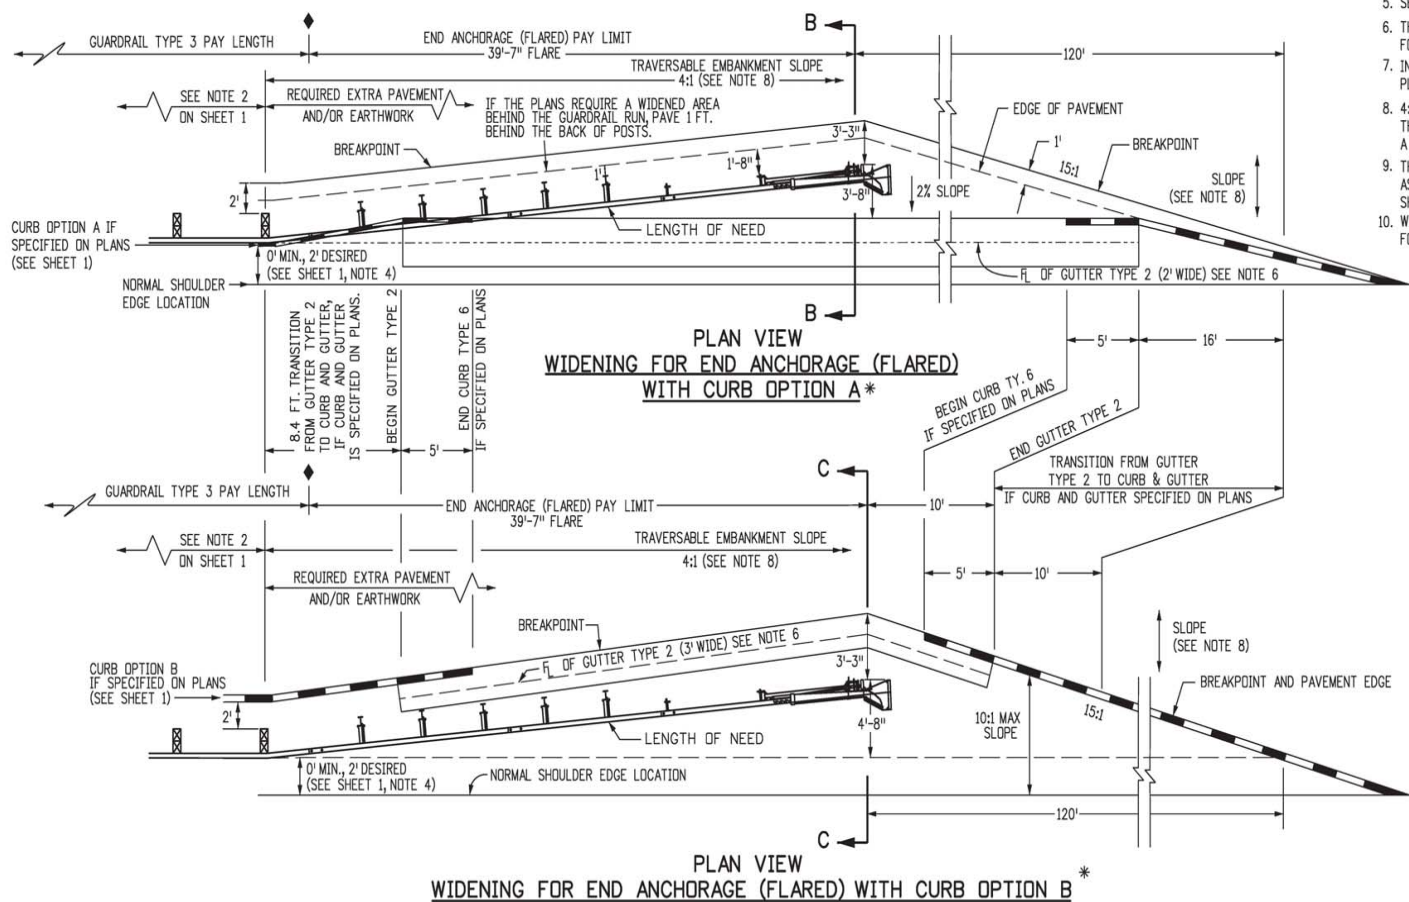 B
GUARDRAIL TYPE 3 PAY LENGTH
END ANCHORAGE (FLARED) PAY LIMIT
39'-7" FLARE
120'
TRAVERSABLE EMBANKMENT SLOPE
4:1 (SEE NOTE 8)
SEE NOTE 2
ON SHEET 1
REQUIRED EXTRA PAVEMENT
AND/OR EARTHWORK
IF THE PLANS REQUIRE A WIDENED AREA
BEHIND THE GUARDRAIL RUN, PAVE 1 FT.
BEHIND THE BACK OF POSTS.
EDGE OF PAVEMENT
BREAKPOINT
3'-3"
1'
BREAKPOINT
15:1
1'-8"
1'
2'
3'-8"
2% SLOPE
SLOPE
(SEE NOTE 8)
CURB OPTION A IF
SPECIFIED ON PLANS
(SEE SHEET 1)
LENGTH OF NEED
0' MIN., 2' DESIRED
(SEE SHEET 1, NOTE 4)
FL OF GUTTER TYPE 2 (2' WIDE) SEE NOTE 6
NORMAL SHOULDER
EDGE LOCATION
B
5. S
6. T
FO
7. IN
PL
8. 4:
TH
A
9. T
AS
SH
10. W
FO
8.4 FT. TRANSITION
FROM GUTTER TYPE 2
TO CURB AND GUTTER,
IF CURB AND GUTTER
IS SPECIFIED ON PLANS.
BEGIN GUTTER TYPE 2
END CURB TYPE 6
IF SPECIFIED ON PLANS
5'
PLAN VIEW
WIDENING FOR END ANCHORAGE (FLARED)
WITH CURB OPTION A *
5'
16'
BEGIN CURB TY. 6
IF SPECIFIED ON PLANS
END GUTTER TYPE 2
TRANSITION FROM GUTTER
TYPE 2 TO CURB & GUTTER
IF CURB AND GUTTER SPECIFIED ON PLANS
C
GUARDRAIL TYPE 3 PAY LENGTH
END ANCHORAGE (FLARED) PAY LIMIT
39'-7" FLARE
10'
TRAVERSABLE EMBANKMENT SLOPE
4:1 (SEE NOTE 8)
SEE NOTE 2
ON SHEET 1
REQUIRED EXTRA PAVEMENT
AND/OR EARTHWORK
5'
10'
BREAKPOINT
FL OF GUTTER TYPE 2 (3' WIDE) SEE NOTE 6
SLOPE
(SEE NOTE 8)
CURB OPTION B
IF SPECIFIED ON PLANS
(SEE SHEET 1)
3'-3"
BREAKPOINT AND PAVEMENT EDGE
2'
4'-8"
10:1 MAX
SLOPE
15:1
LENGTH OF NEED
0' MIN., 2' DESIRED
(SEE SHEET 1, NOTE 4)
NORMAL SHOULDER EDGE LOCATION
120'
C
PLAN VIEW
WIDENING FOR END ANCHORAGE (FLARED) WITH CURB OPTION B *